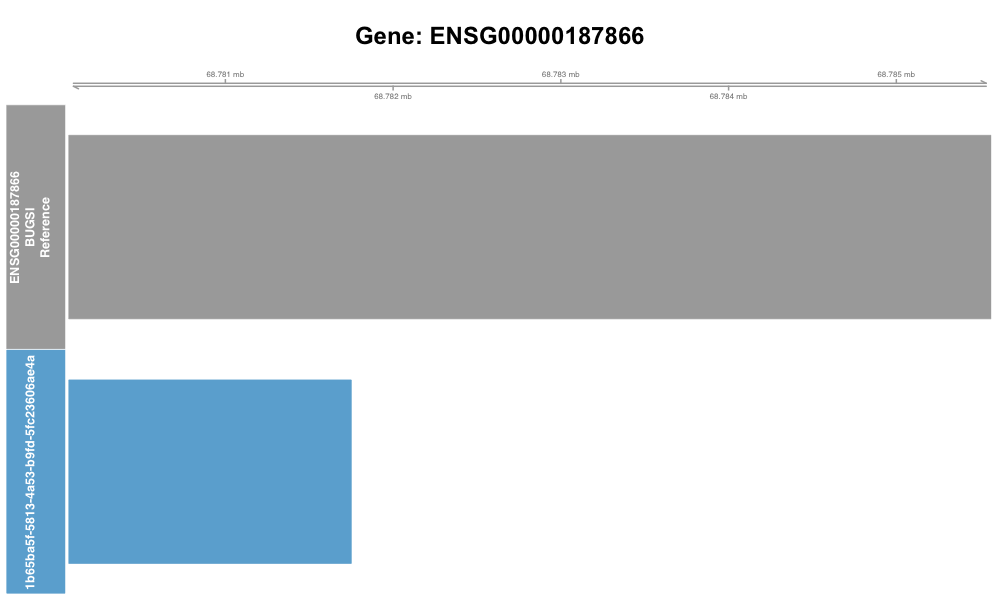 Gene: ENSG00000187866
68.781 mb
68.783 mb
68.785 mb
68.782 mb
68.784 mb
ENSG00000187866
BUGSI
Reference
1b65ba5f-5813-4a53-b9fd-5fc23606ae4a